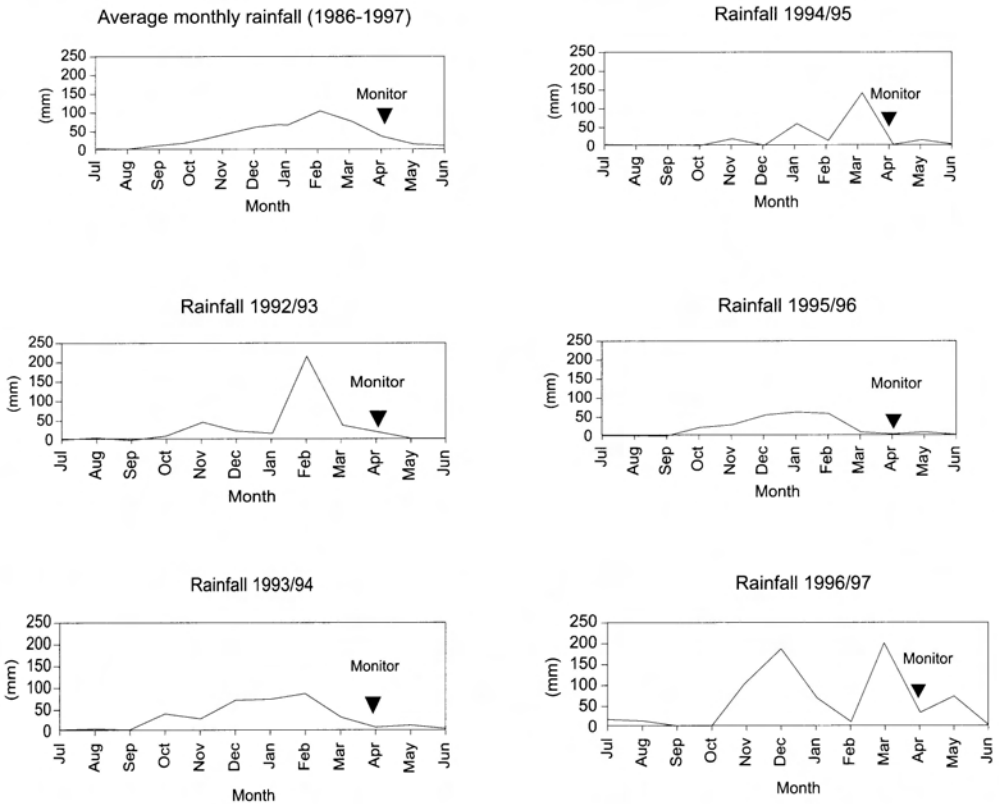 Average monthly rainfall (1986-1997)
250
200
150
100
50
0
(mm)
Monitor
Jul Aug Sep Oct Nov Dec Jan Feb Mar Apr May Jun
Month
Rainfall 1994/95
250
200
150
100
50
0
(mm)
Monitor
Jul Aug Sep Oct Nov Dec Jan Feb Mar Apr May Jun
Month
Rainfall 1992/93
250
200
150
100
50
0
(mm)
Monitor
Jul Aug Sep Oct Nov Dec Jan Feb Mar Apr May Jun
Month
Rainfall 1995/96
250
200
150
100
50
0
(mm)
Monitor
Jul Aug Sep Oct Nov Dec Jan Feb Mar Apr May Jun
Month
Rainfall 1993/94
250
200
150
100
50
0
(mm)
Monitor
Jul Aug Sep Oct Nov Dec Jan Feb Mar Apr May Jun
Month
Rainfall 1996/97
250
200
150
100
50
0
(mm)
Monitor
Jul Aug Sep Oct Nov Dec Jan Feb Mar Apr May Jun
Month